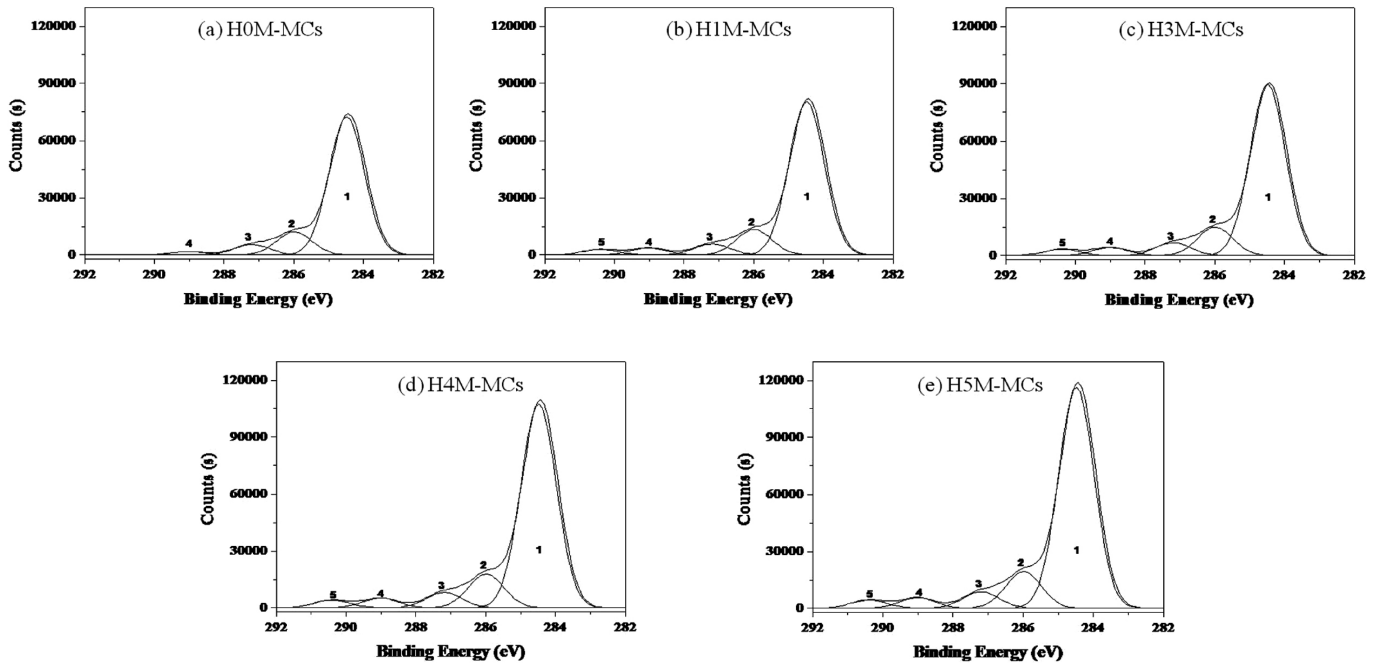 (a) H0M-MCs
120000
90000
60000
30000
0
Counts (s)
4
3
2
1
292 290 288 286 284 282
Binding Energy (eV)
(b) H1M-MCs
120000
90000
60000
30000
0
Counts (s)
5
4
3
2
1
292 290 288 286 284 282
Binding Energy (eV)
(c) H3M-MCs
120000
90000
60000
30000
0
Counts (s)
5
4
3
2
1
292 290 288 286 284 282
Binding Energy (eV)
(d) H4M-MCs
120000
90000
60000
30000
0
Counts (s)
5
4
3
2
1
292 290 288 286 284 282
Binding Energy (eV)
(e) H5M-MCs
120000
90000
60000
30000
0
Counts (s)
5
4
3
2
1
292 290 288 286 284 282
Binding Energy (eV)